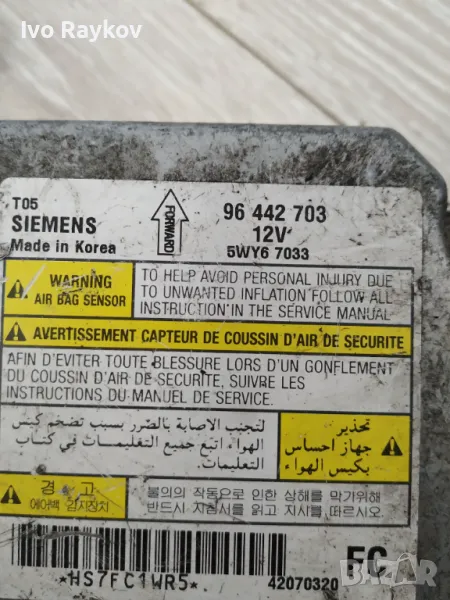 Ivo Raykov
T05
SIEMENS
Made in Korea
FORWARD
96 442 703
12V
5WY6 7033
WARNING
AIR BAG SENSOR
TO HELP AVOID PERSONAL INJURY DUE
TO UNWANTED INFLATION FOLLOW ALL
INSTRUCTION IN THE SERVICE MANUAL
AVERTISSEMENT CAPTEUR DE COUSSIN D'AIR DE SECURITE
AFIN D'EVITER TOUTE BLESSURE LORS D'UN GONFLEMENT
DU COUSSIN D'AIR DE SECURITE, SUIVRE LES
INSTRUCTIONS DU MANUEL DE SERVICE.
تحذير
جهاز احساس
بكيس الهواء
لتجنب الاصابة بالضرر بسبب تضخم كيس
الهواء اتبع جميع التعليمات في كتاب
التعليمات.
경 고
에어백 감지장치
불의의 작동으로 인한 상해를 막기위해
반드시 지침서를 읽고 지시를 따르십시오.
*HS7FC1WR5*
42070320
EC
bazar